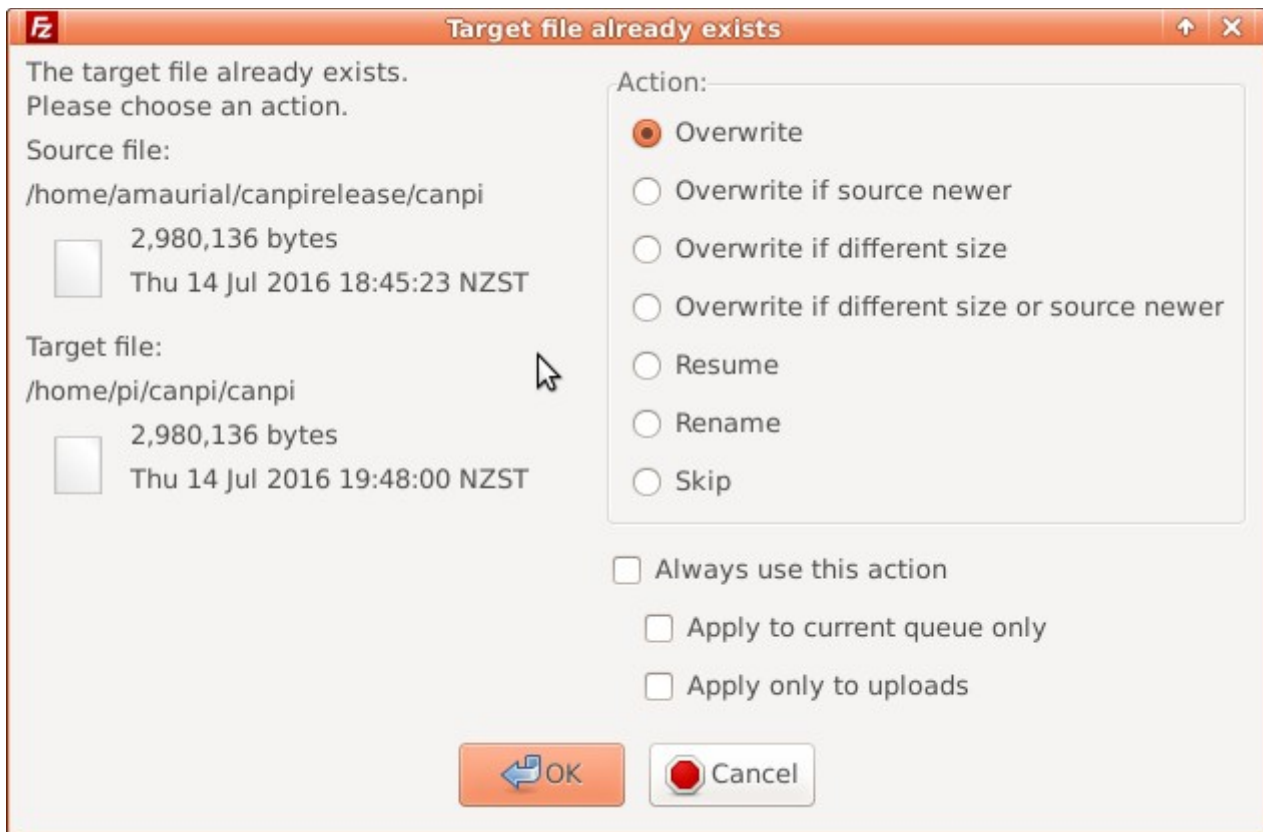 Fz
Target file already exists
The target file already exists.
Please choose an action.
Source file:
/home/amaurial/canpirelease/canpi
2,980,136 bytes
Thu 14 Jul 2016 18:45:23 NZST
Target file:
/home/pi/canpi/canpi
2,980,136 bytes
Thu 14 Jul 2016 19:48:00 NZST
Action:
Overwrite
Overwrite if source newer
Overwrite if different size
Overwrite if different size or source newer
Resume
Rename
Skip
Always use this action
Apply to current queue only
Apply only to uploads
OK
Cancel